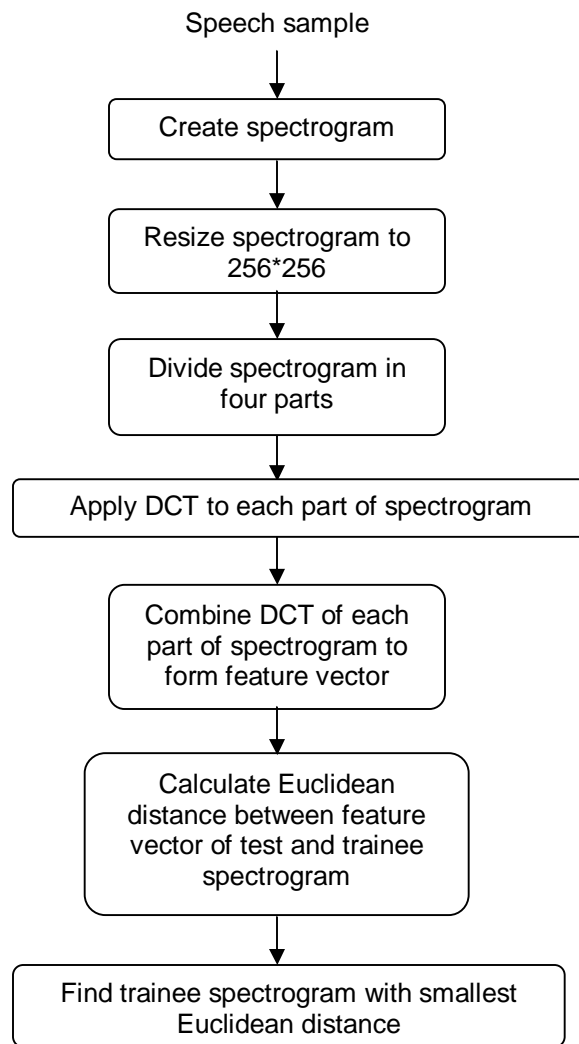 Speech sample
Create spectrogram
Resize spectrogram to
256*256
Divide spectrogram in
four parts
Apply DCT to each part of spectrogram
Combine DCT of each
part of spectrogram to
form feature vector
Calculate Euclidean
distance between feature
vector of test and trainee
spectrogram
Find trainee spectrogram with smallest
Euclidean distance